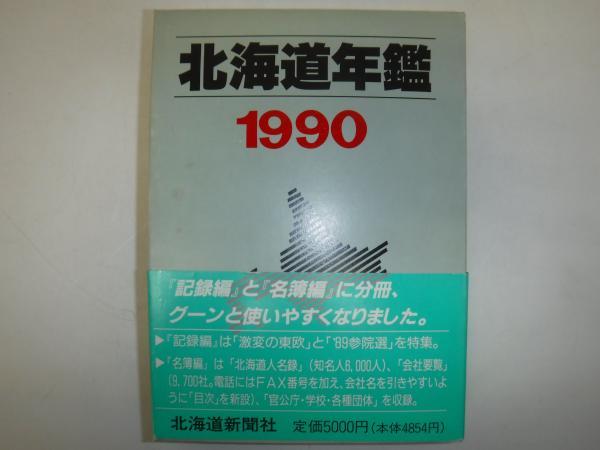 北海道年鑑
1990
『記録編』と『名簿編』に分冊、
グーンと使いやすくなりました。
▶『記録編』は「激変の東欧」と「'89参院選」を特集。
▶『名簿編』は「北海道人名録」(知名人6,000人)、「会社要覧」
(9,700社。電話にはFAX番号を加え、会社名を引きやすいよ
うに「目次」を新設)、「官公庁・学校・各種団体」を収録。
北海道新聞社 定価5000円(本体4854円)